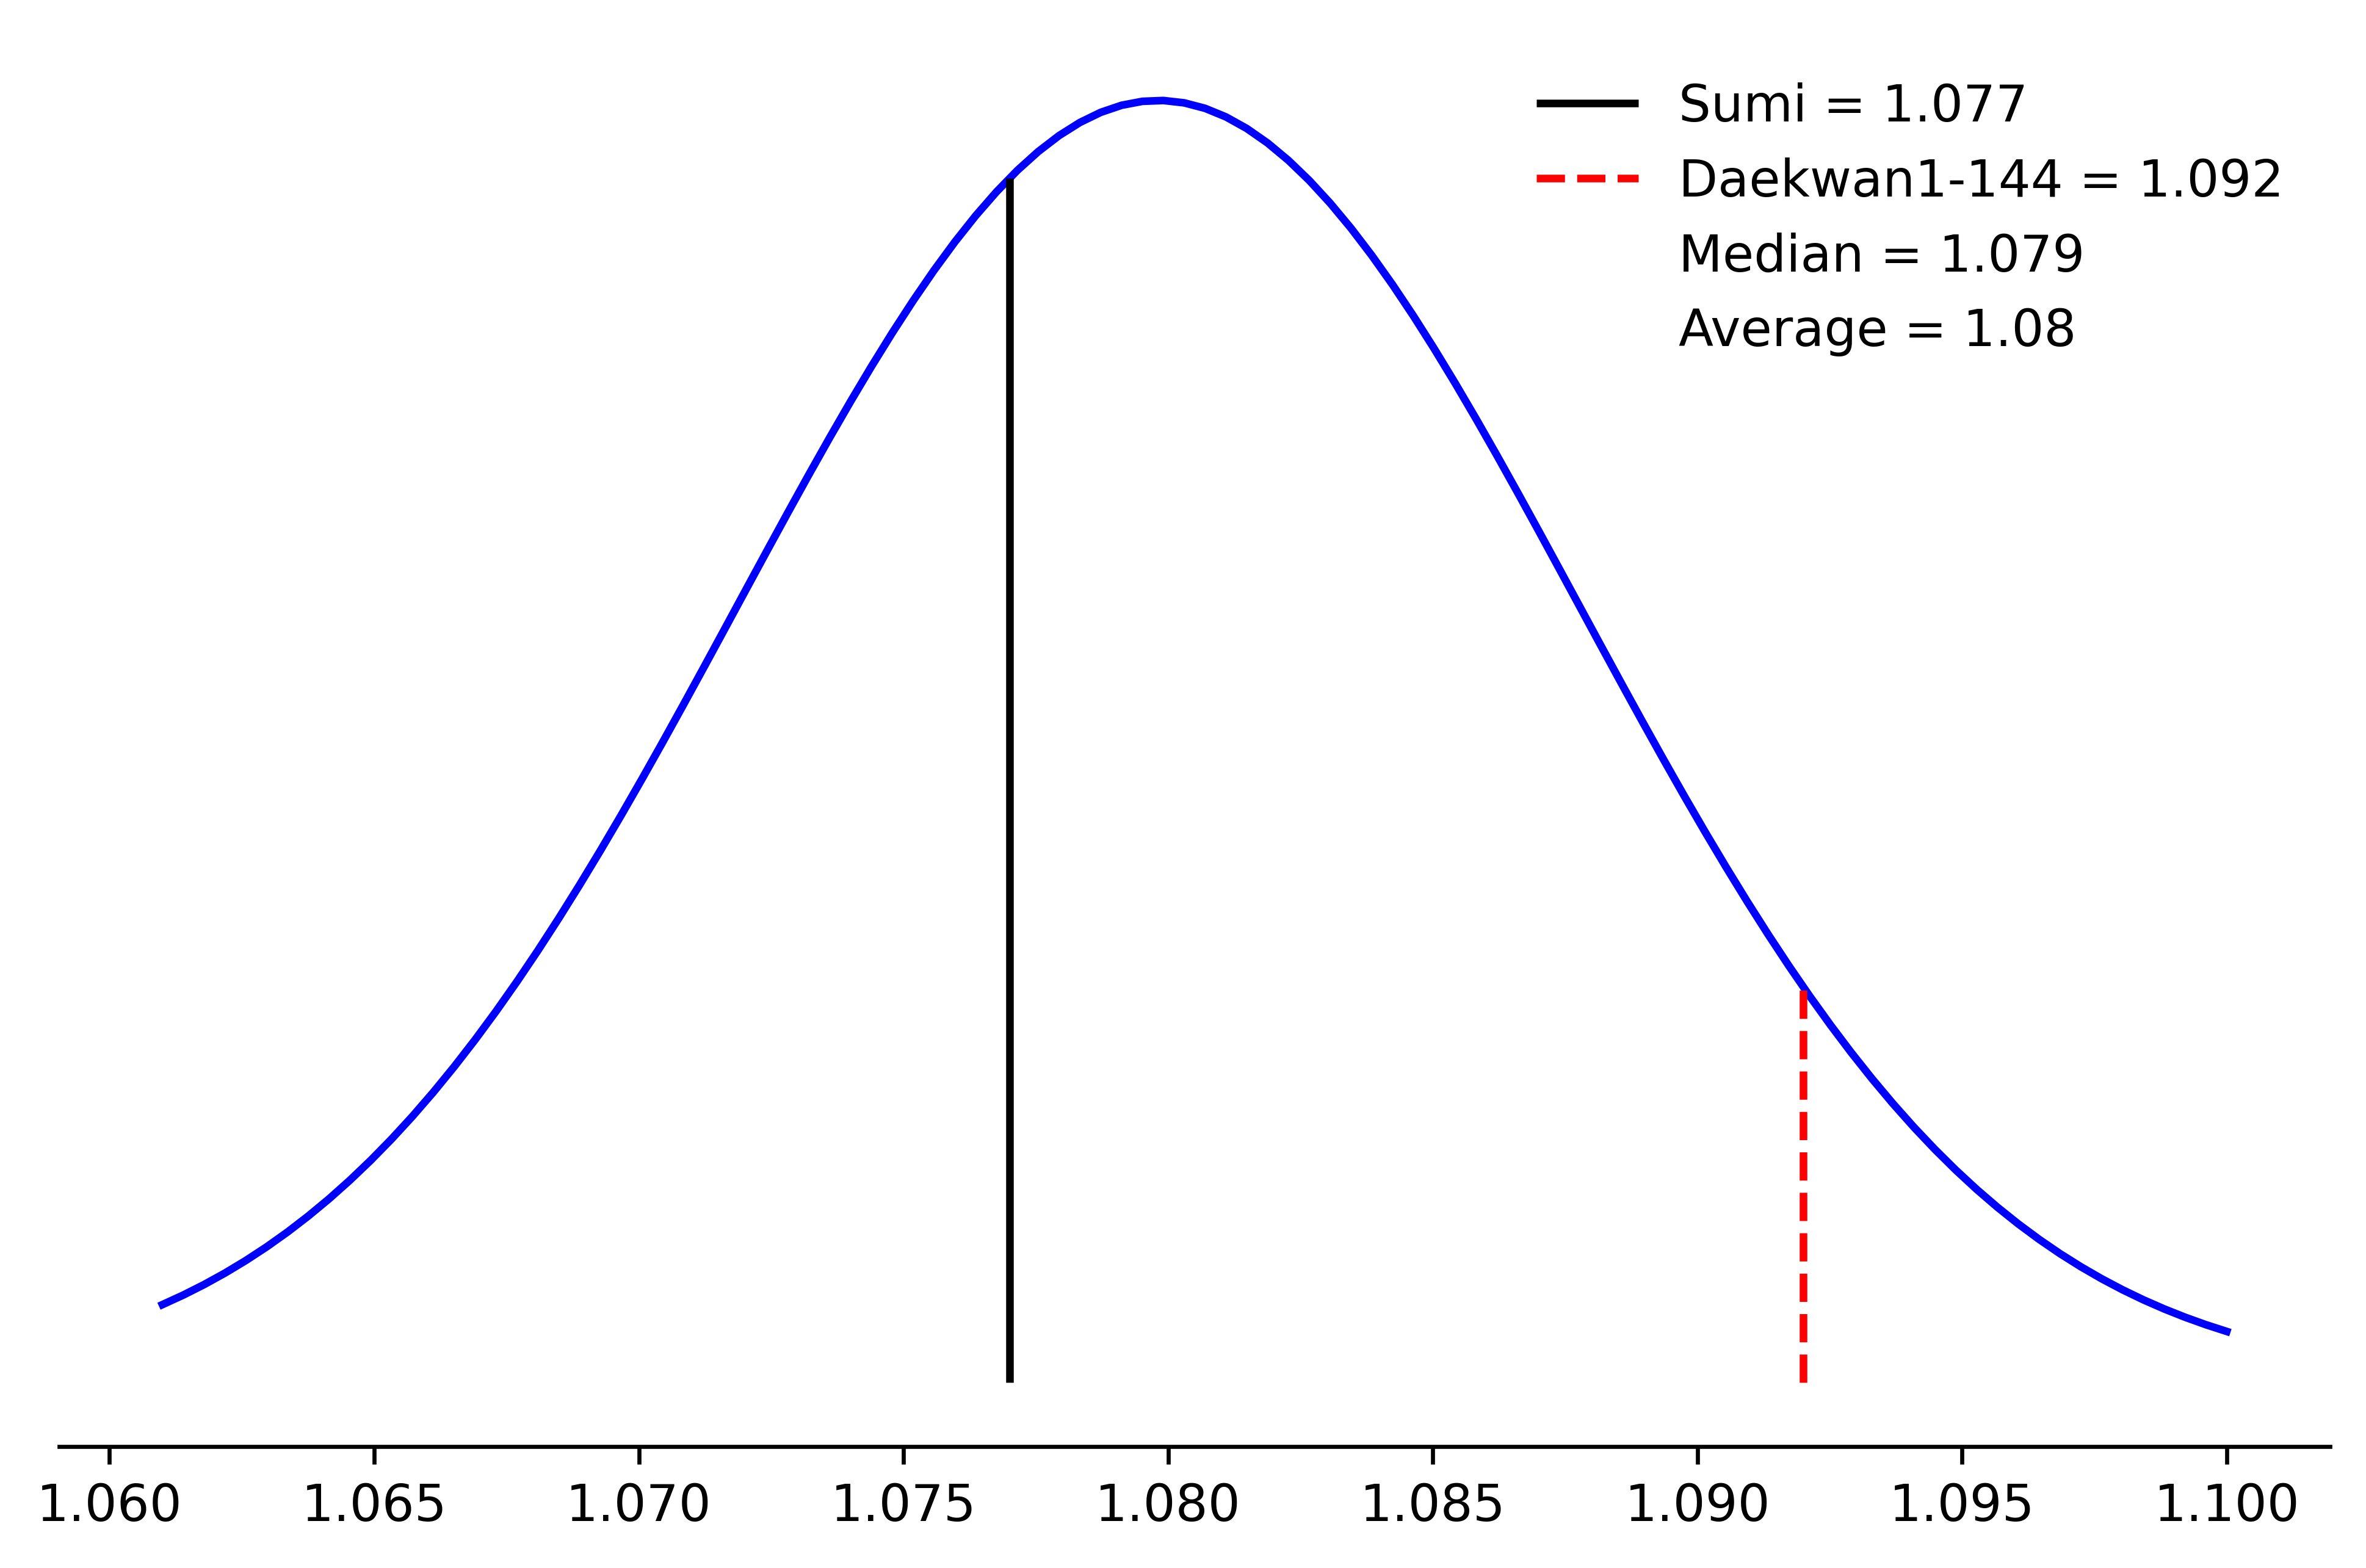 Sumi = 1.077
Daekwan1-144 = 1.092
Median = 1.079
Average = 1.08
1.060 1.065 1.070 1.075 1.080 1.085 1.090 1.095 1.100